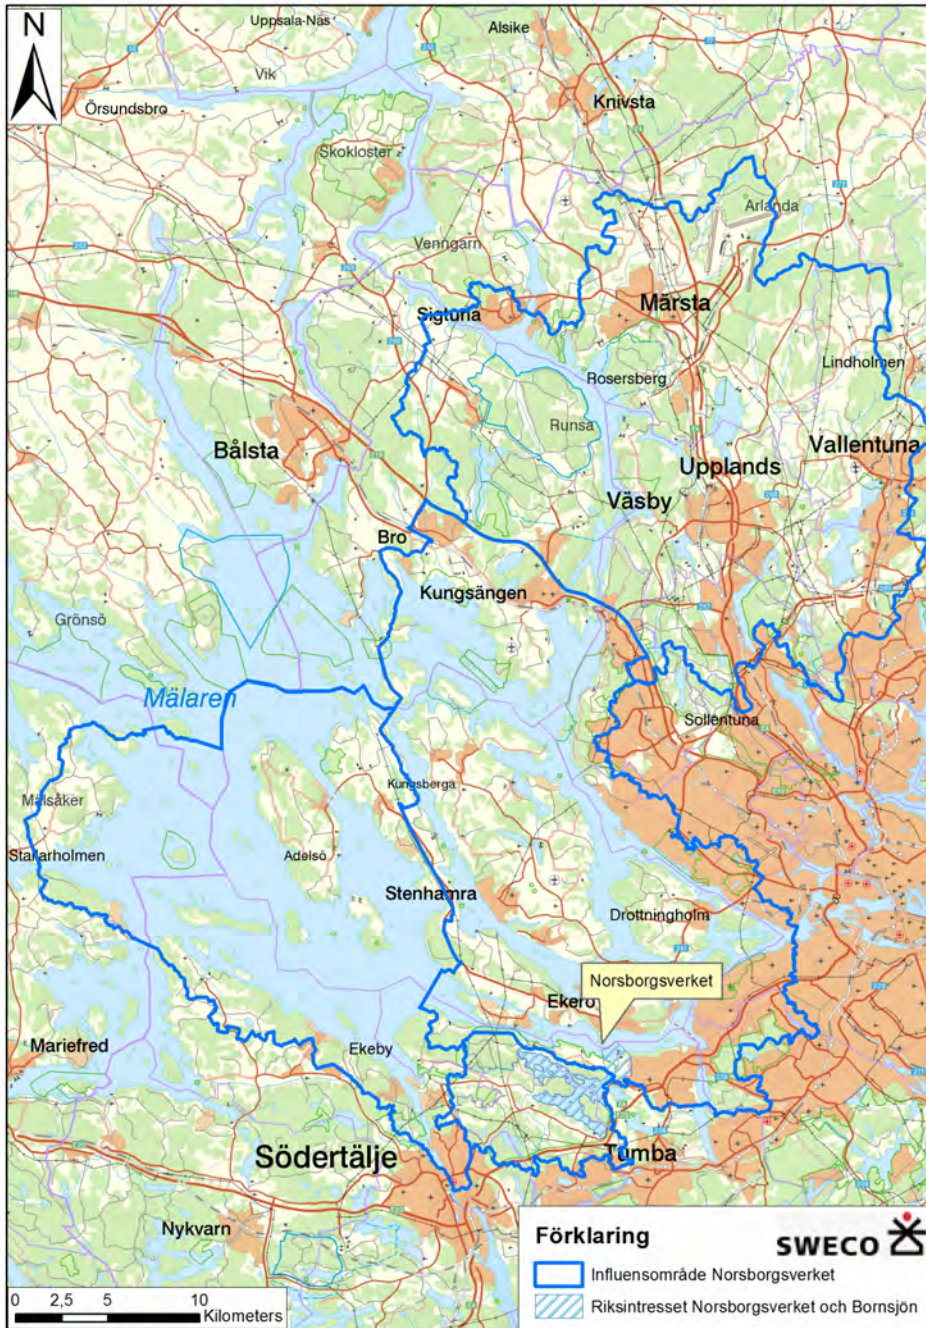 Uppsala-Näs
Alsike
N
Vik
Örsundsbro
Knivsta
Skokloster
Arlanda
Venngarn
Märsta
Sigtuna
Lindholmen
Rosersberg
Runsa
Bålsta
Vallentuna
Upplands
Väsby
Bro
Kungsängen
Grönsö
Mälaren
Sollentuna
Kungsberga
Mälsåker
Stallarholmen
Adelsö
Stenhamra
Drottningholm
Norsborgsverket
Ekerö
Mariefred
Ekeby
Södertälje
Tumba
Nykvarn
Förklaring
SWECO
Influensområde Norsborgsverket
Riksintresset Norsborgsverket och Bornsjön
0 2,5 5 10
Kilometers